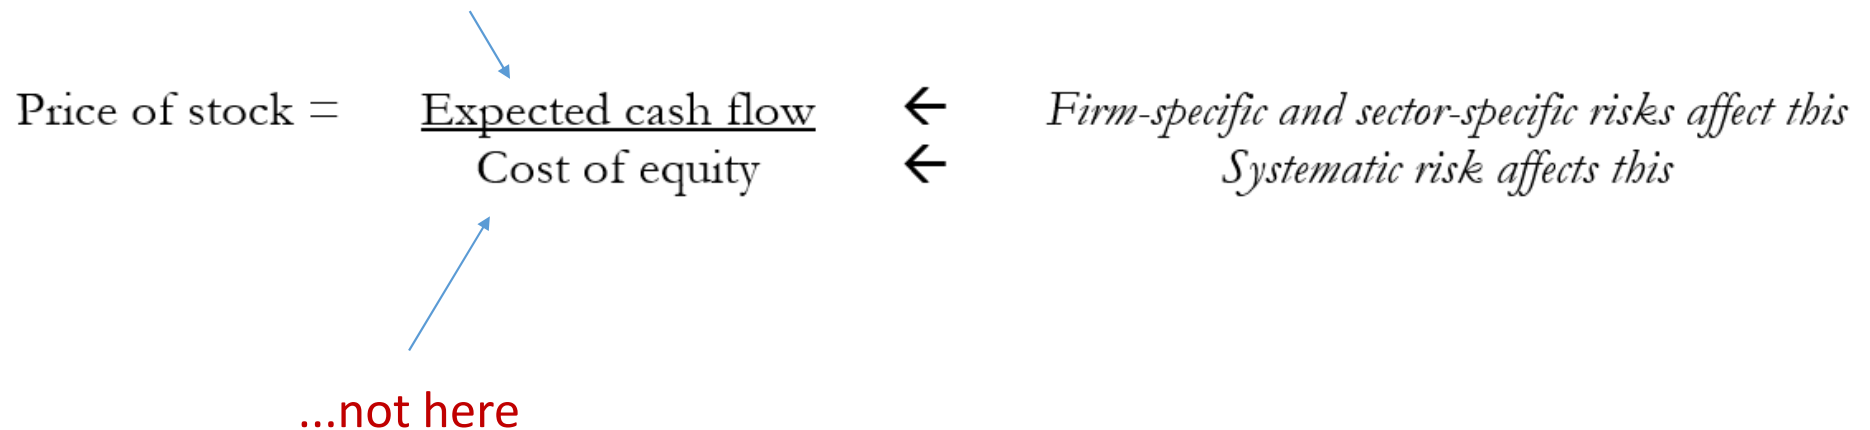 Price of stock = Expected cash flow ← Firm-specific and sector-specific risks affect this
Cost of equity ← Systematic risk affects this
...not here